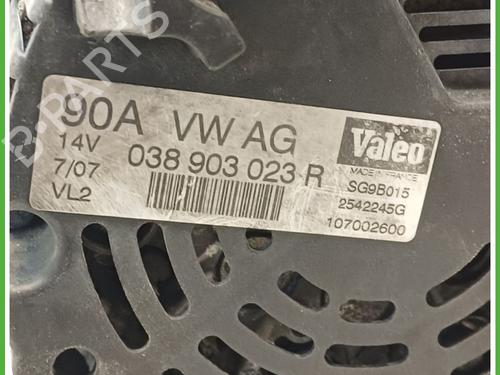 90A VW AG
14V 038 903 023 R
7/07
VL2
Valeo
MADE IN FRANCE
SG9B015
2542245G
107002600
B-PARTS